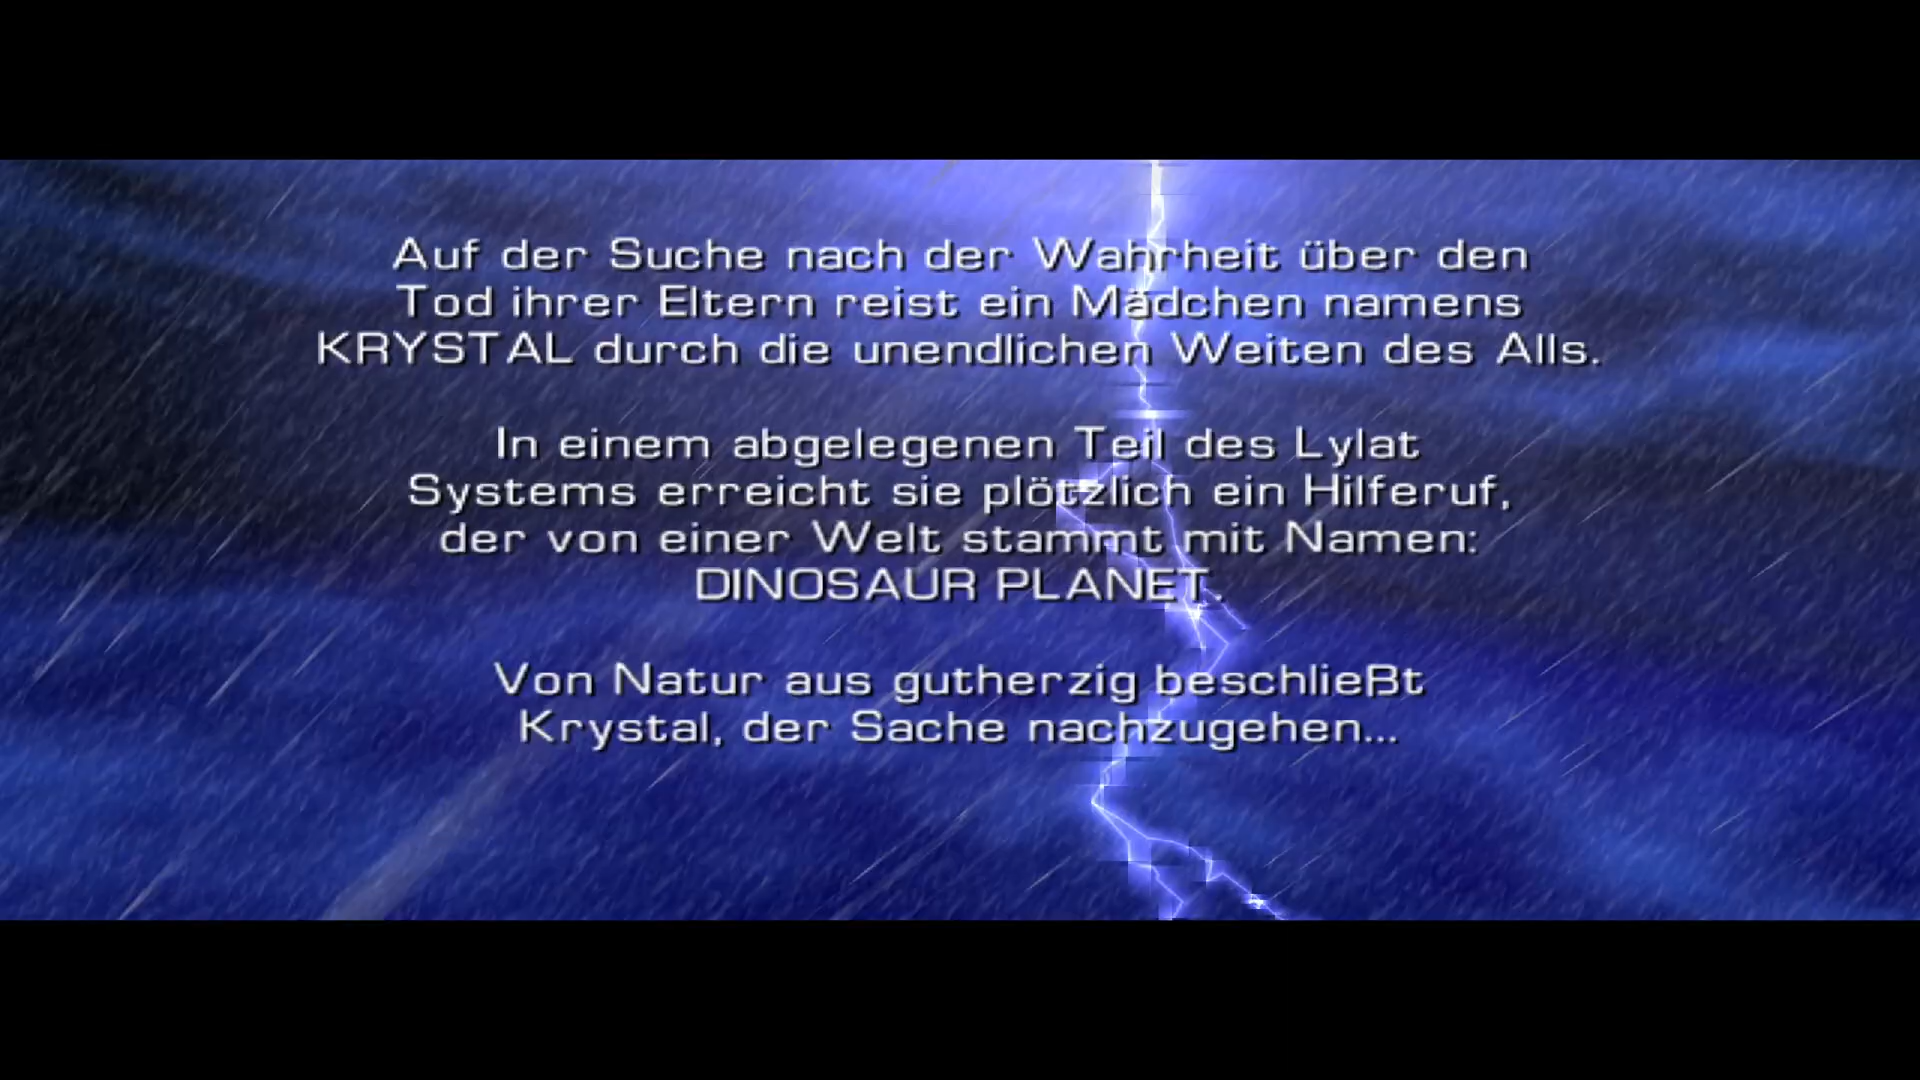 Auf der Suche nach der Wahrheit über den
Tod ihrer Eltern reist ein Mädchen namens
KRYSTAL durch die unendlichen Weiten des Alls.
In einem abgelegenen Teil des Lylat
Systems erreicht sie plötzlich ein Hilferuf,
der von einer Welt stammt mit Namen:
DINOSAUR PLANET.
Von Natur aus gutherzig beschließt
Krystal, der Sache nachzugehen...